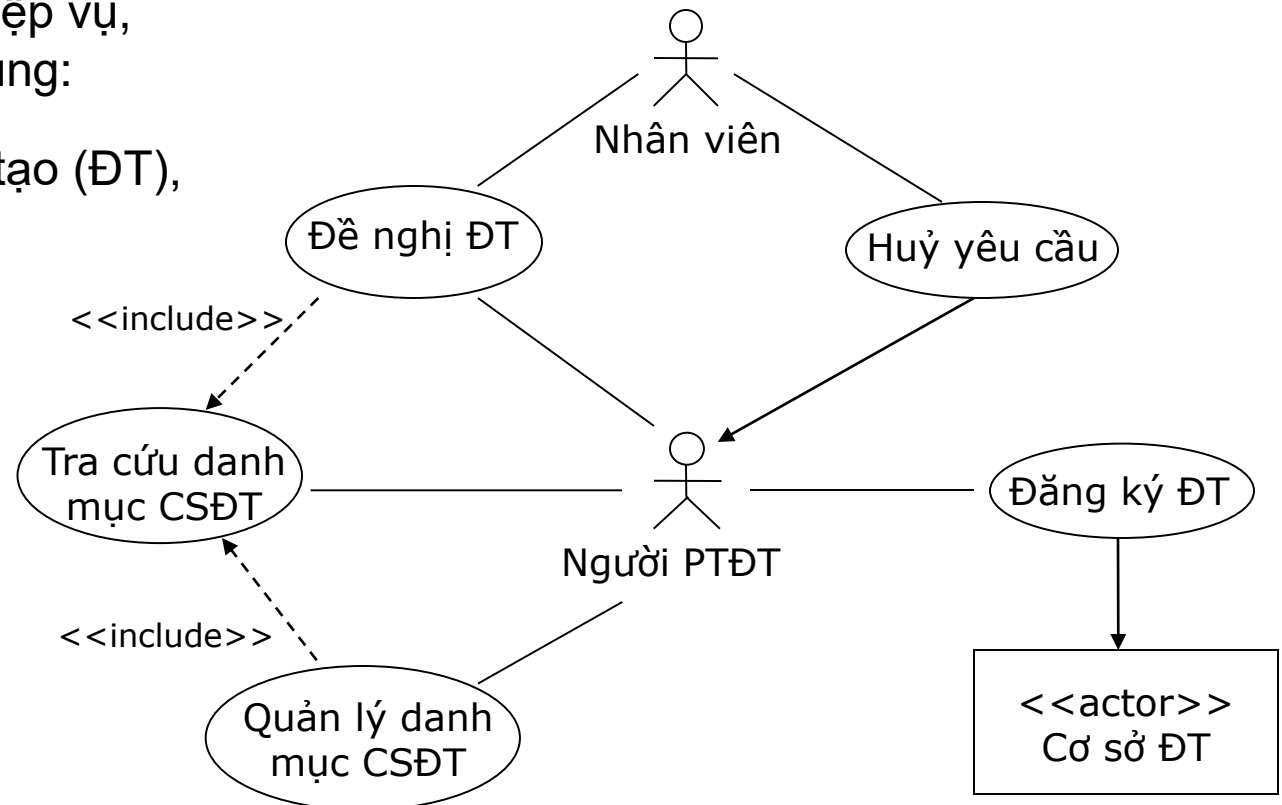 ệp vụ,
ung:
tạo (ĐT),
Nhân viên
Đề nghị ĐT
Huỷ yêu cầu
<<include>>
Tra cứu danh
mục CSĐT
Đăng ký ĐT
Người PTĐT
<<include>>
Quản lý danh
mục CSĐT
<<actor>>
Cơ sở ĐT